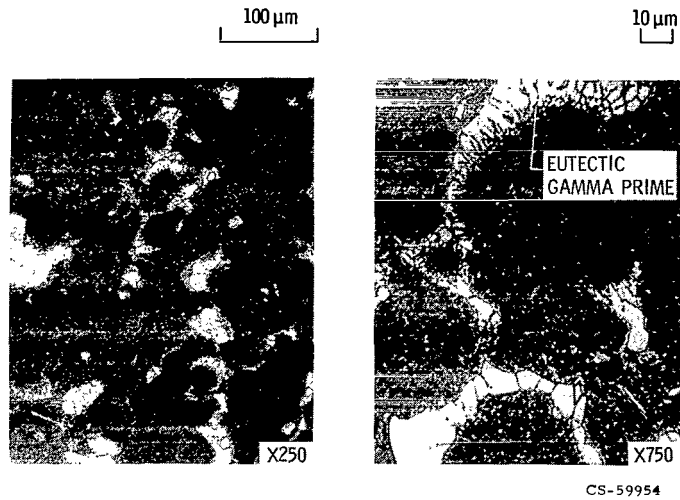 100 µm
10 µm
EUTECTIC
GAMMA PRIME
X250
X750
CS-59954